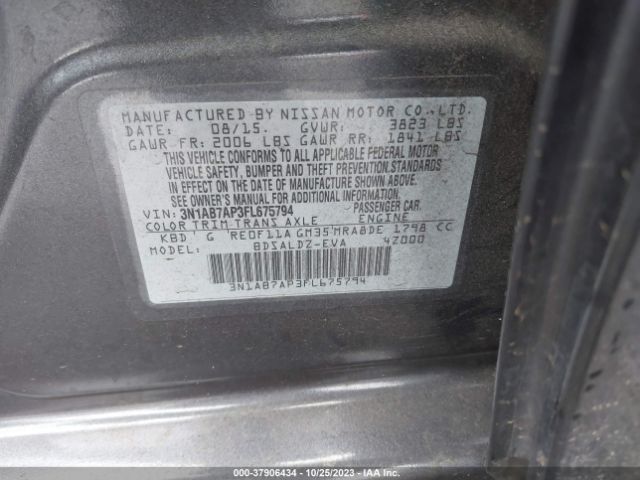 MANUFACTURED BY NISSAN MOTOR CO., LTD.
DATE: 08/15. GVWR: 3823 LBS
GAWR FR: 2006 LBS GAWR RR: 1841 LBS
THIS VEHICLE CONFORMS TO ALL APPLICABLE FEDERAL MOTOR
VEHICLE SAFETY, BUMPER AND THEFT PREVENTION STANDARDS
IN EFFECT ON THE DATE OF MANUFACTURE SHOWN ABOVE.
SEE OWNER'S MANUAL FOR ADDITIONAL INFORMATION.
VIN: 3N1AB7AP3FL675794 PASSENGER CAR.
COLOR TRIM TRANS AXLE ENGINE
KBD G RE0F11A GM35 MRA8DE 1798 CC
MODEL: BDSALDZ-EVA 4Z000
3N1AB7AP3FL675794
000-37906434 - 10/25/2023 - IAA Inc.